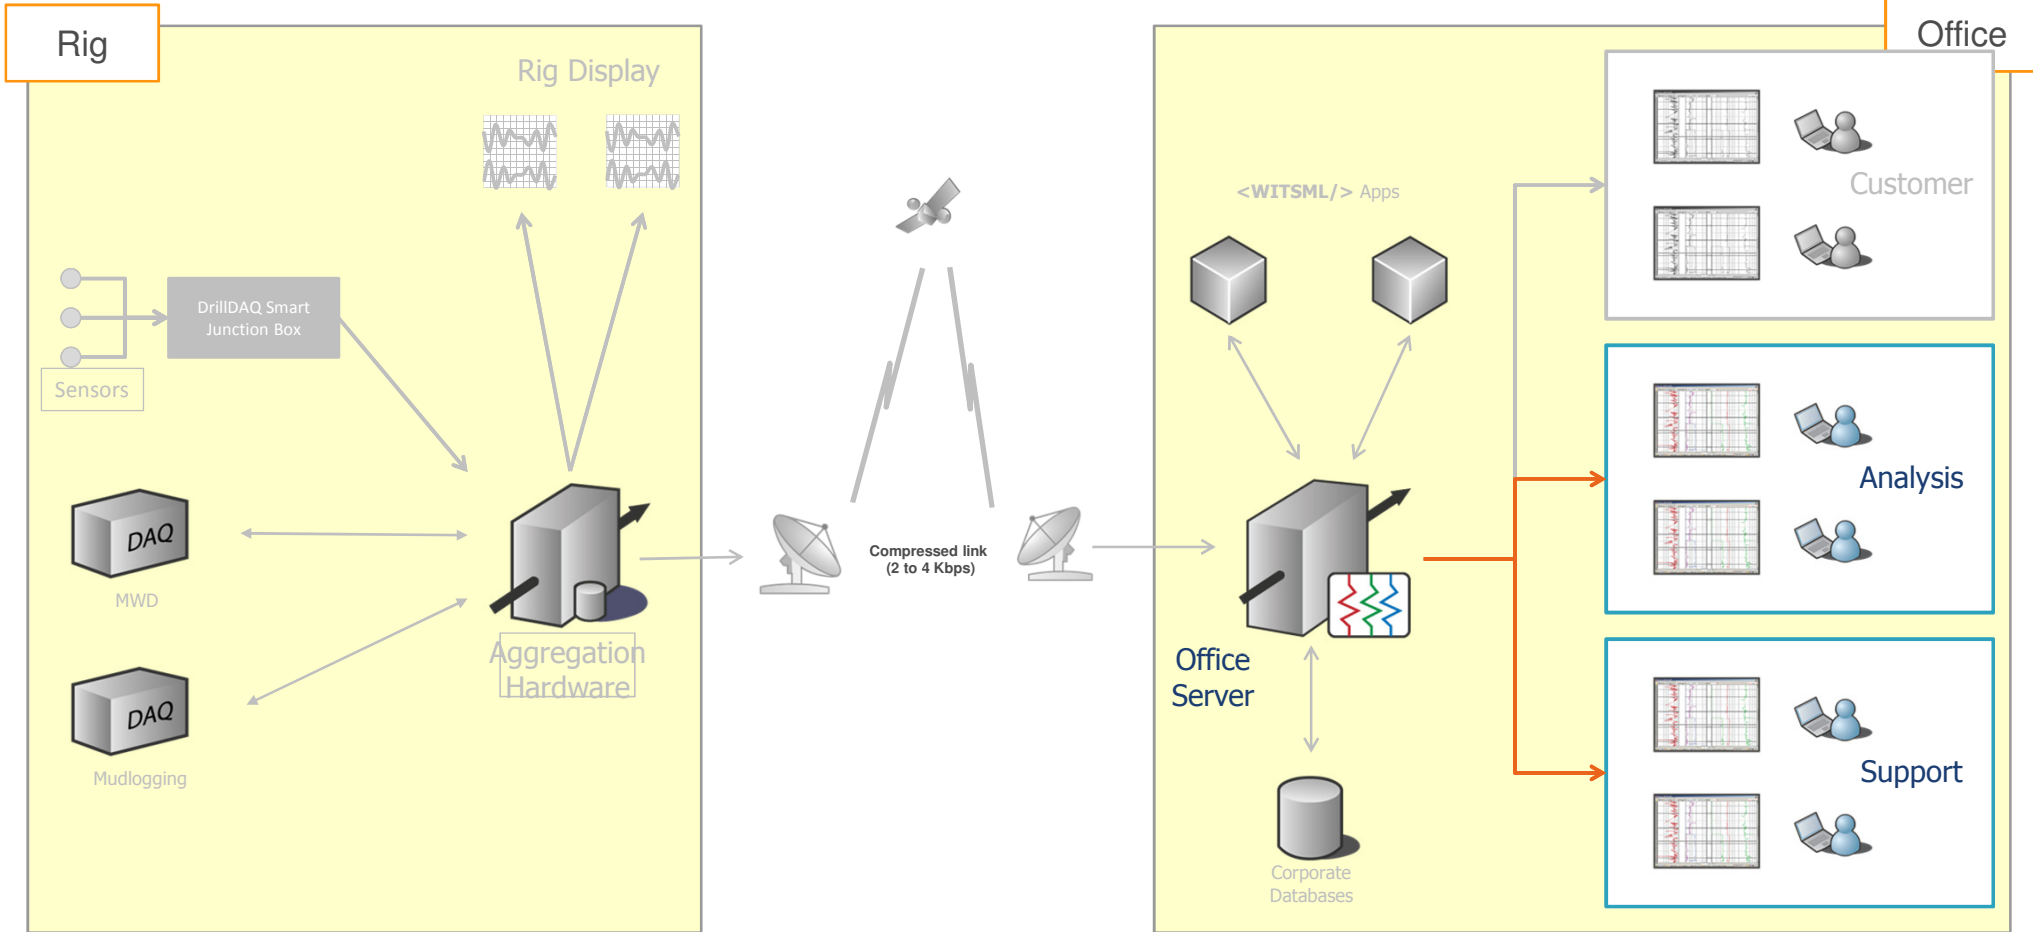 Rig
Office
Rig Display
<WITSML/> Apps
Customer
DrillDAQ Smart
Junction Box
Sensors
Analysis
DAQ
MWD
Compressed link
(2 to 4 Kbps)
Aggregation
Hardware
Office
Server
DAQ
Mudlogging
Support
Corporate
Databases